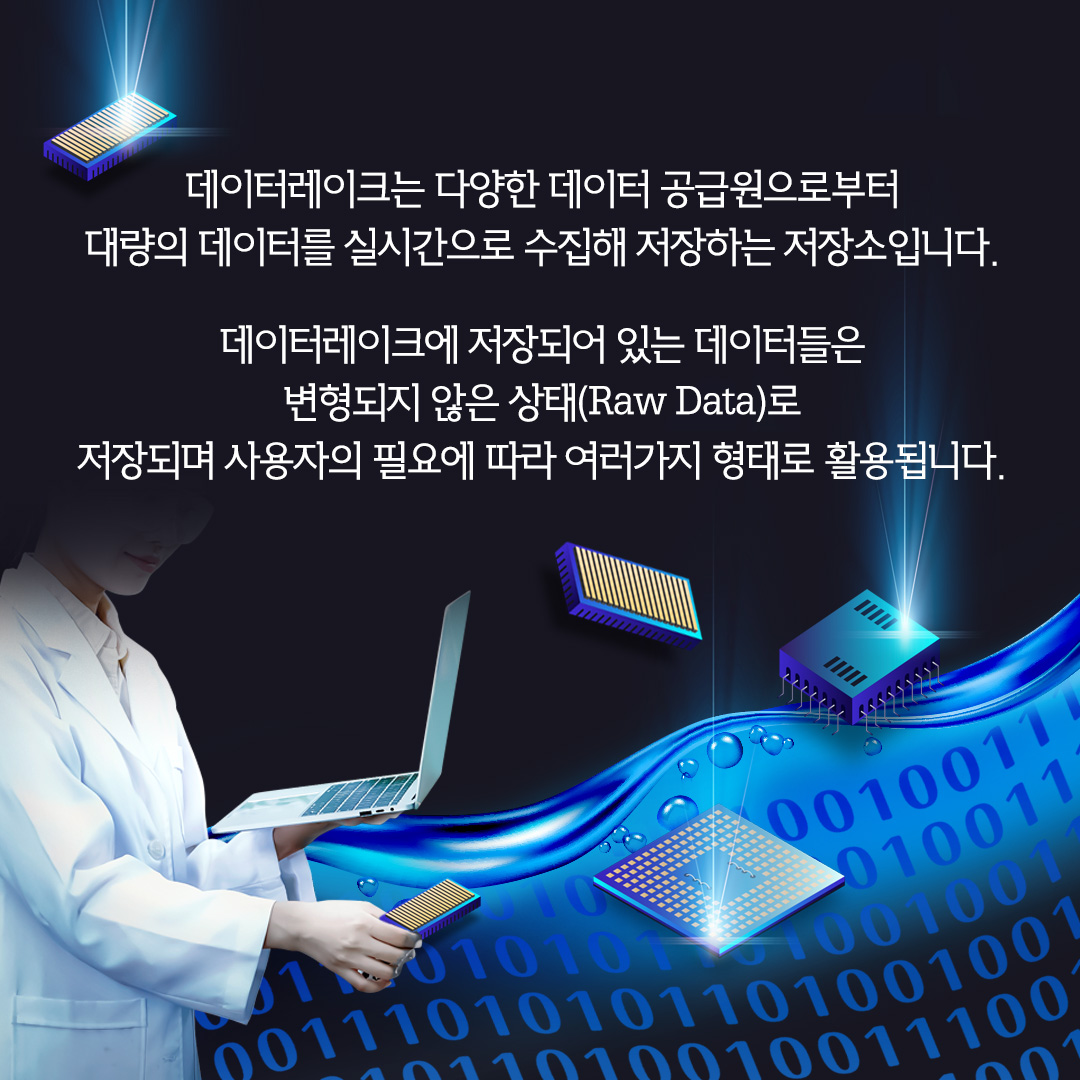 데이터레이크는 다양한 데이터 공급원으로부터
대량의 데이터를 실시간으로 수집해 저장하는 저장소입니다.
데이터레이크에 저장되어 있는 데이터들은
변형되지 않은 상태(Raw Data)로
저장되며 사용자의 필요에 따라 여러가지 형태로 활용됩니다.